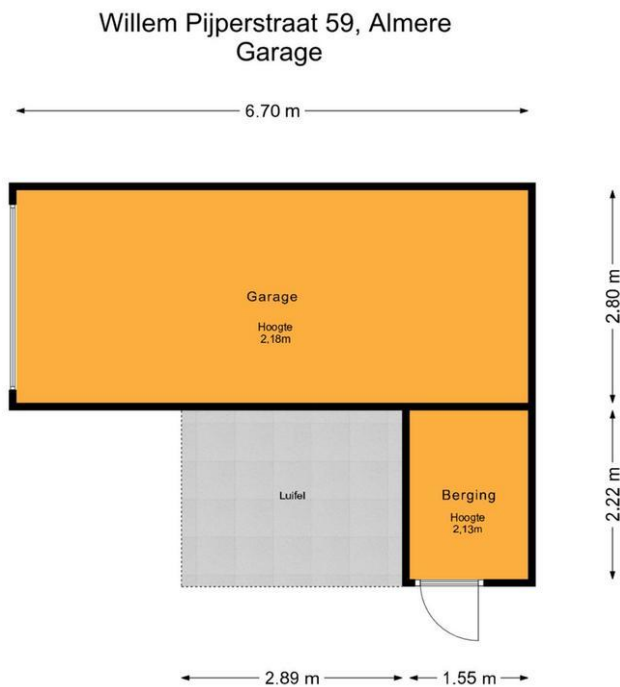 Willem Pijperstraat 59, Almere
Garage
6.70 m
Garage
Hoogte
2,18m
2.80 m
Luifel
Berging
Hoogte
2,13m
2.22 m
2.89 m
1.55 m